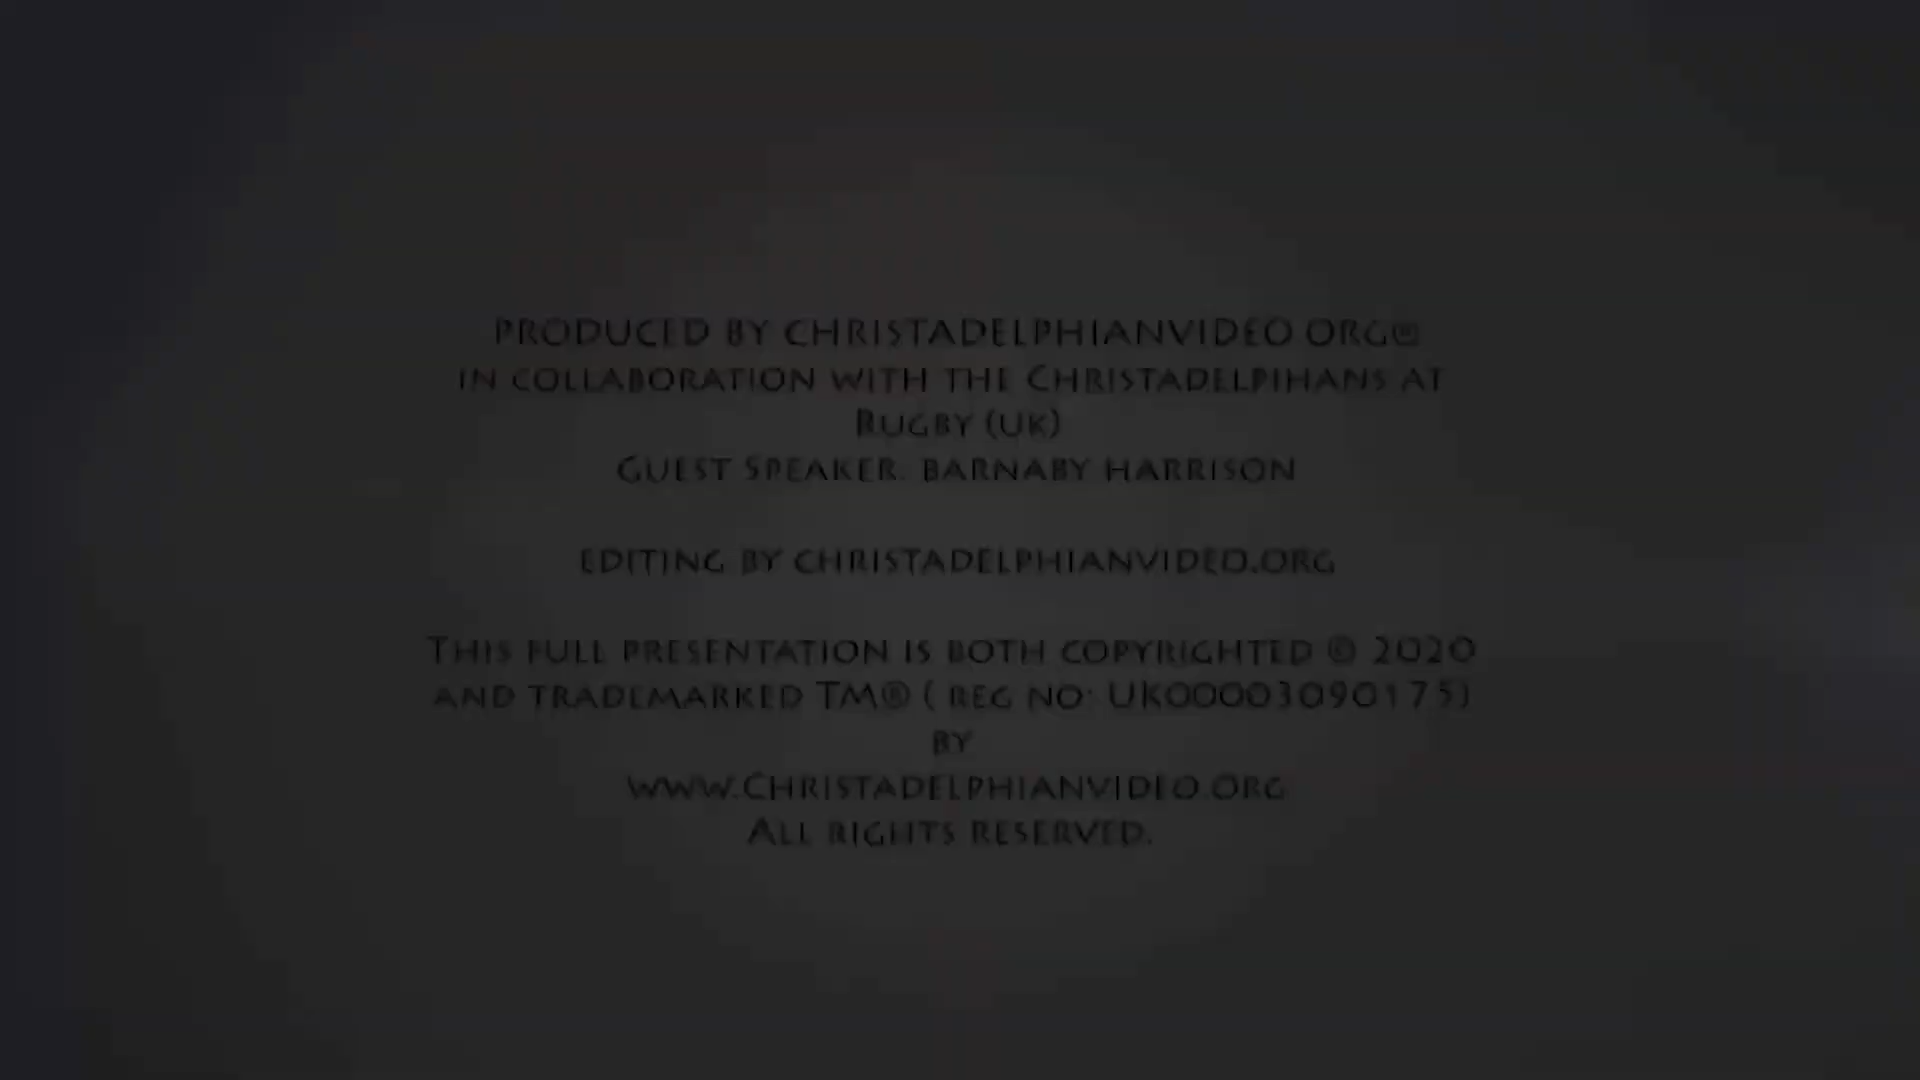 PRODUCED BY CHRISTADELPHIANVIDEO.ORG®
IN COLLABORATION WITH THE CHRISTADELPIHANS AT
RUGBY (UK)
GUEST SPEAKER: BARNABY HARRISON
EDITING BY CHRISTADELPHIANVIDEO.ORG
THIS FULL PRESENTATION IS BOTH COPYRIGHTED © 2020
AND TRADEMARKED TM® ( REG NO: UK00003090175)
BY
WWW.CHRISTADELPHIANVIDEO.ORG
ALL RIGHTS RESERVED.